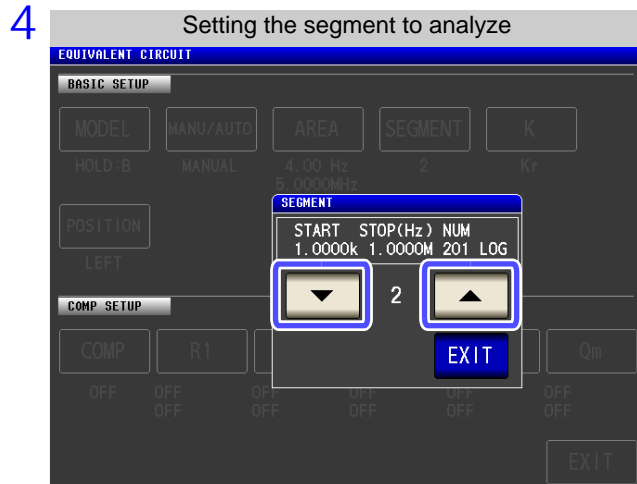 4
Setting the segment to analyze
EQUIVALENT CIRCUIT
BASIC SETUP
MODEL MANU/AUTO AREA SEGMENT K
HOLD:B MANUAL 4.00 Hz 2 Kr
5.0000MHz
POSITION
LEFT
SEGMENT
START STOP(Hz) NUM
1.0000k 1.0000M 201 LOG
▼ 2 ▲
EXIT
COMP SETUP
COMP R1 Qm
OFF OFF OFF OFF OFF OFF
OFF OFF OFF OFF OFF
EXIT